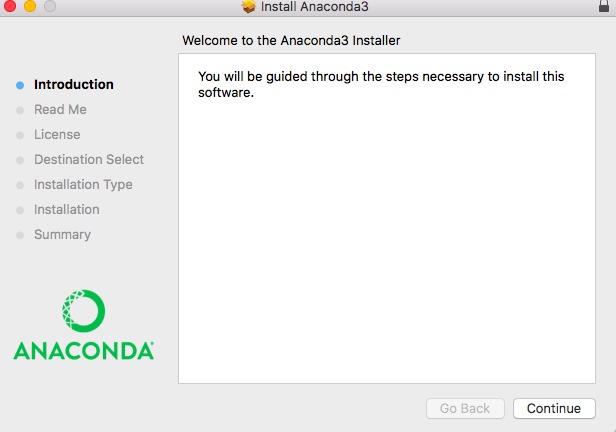 Install Anaconda3
Welcome to the Anaconda3 Installer
Introduction
Read Me
License
Destination Select
Installation Type
Installation
Summary
You will be guided through the steps necessary to install this
software.
ANACONDA
Go Back
Continue